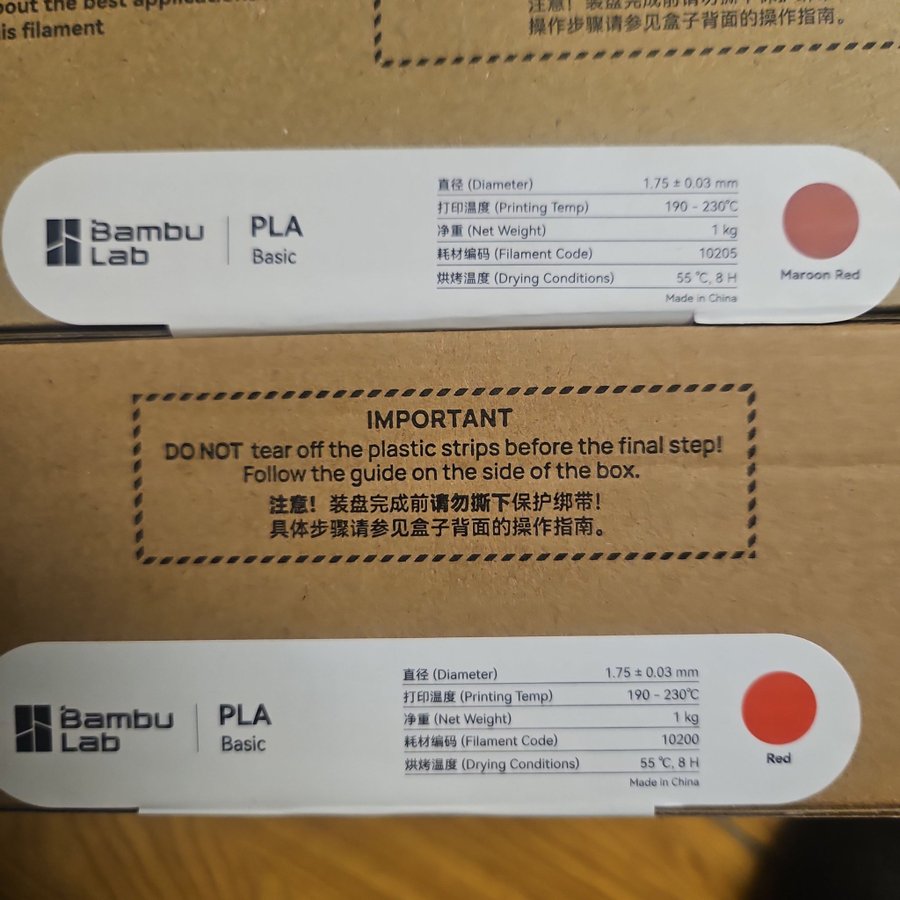 out the best application
is filament
注意！装盘完成前请勿撕下保护绑带！
操作步骤请参见盒子背面的操作指南。
Bambu Lab
PLA
Basic
直径 (Diameter) 1.75 ± 0.03 mm
打印温度 (Printing Temp) 190 - 230℃
净重 (Net Weight) 1 kg
耗材编码 (Filament Code) 10205
烘烤温度 (Drying Conditions) 55 ℃, 8 H
Made in China
Maroon Red
IMPORTANT
DO NOT tear off the plastic strips before the final step!
Follow the guide on the side of the box.
注意！装盘完成前请勿撕下保护绑带！
具体步骤请参见盒子背面的操作指南。
Bambu Lab
PLA
Basic
直径 (Diameter) 1.75 ± 0.03 mm
打印温度 (Printing Temp) 190 - 230℃
净重 (Net Weight) 1 kg
耗材编码 (Filament Code) 10200
烘烤温度 (Drying Conditions) 55 ℃, 8 H
Made in China
Red